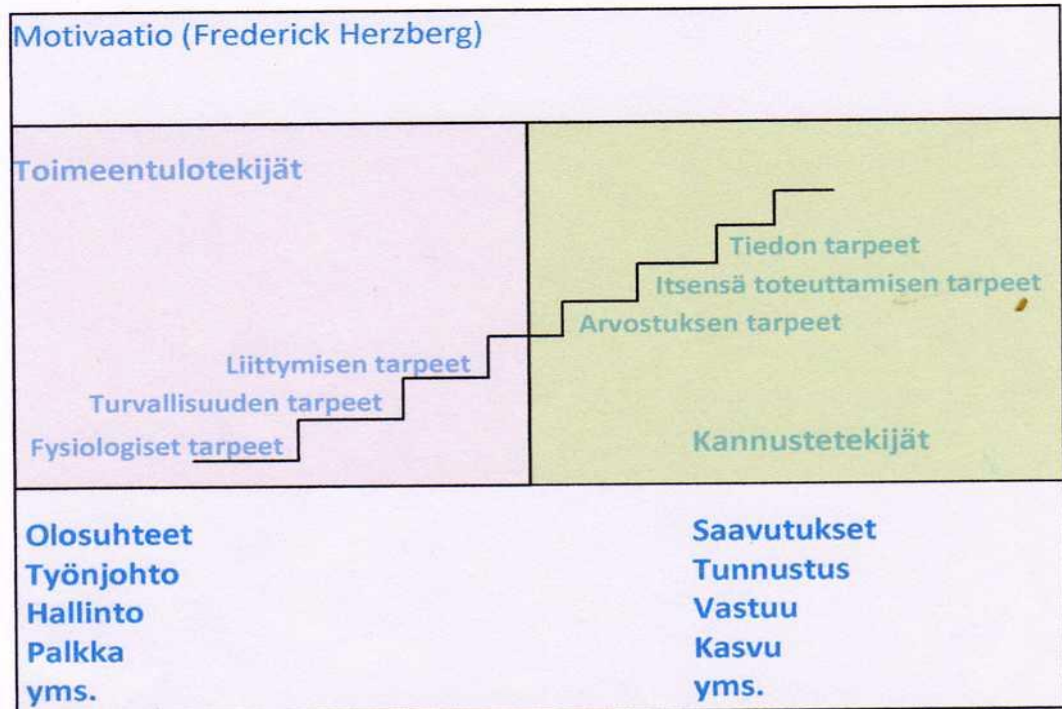 Motivaatio (Frederick Herzberg)
Toimeentulotekijät
Tiedon tarpeet
Itsensä toteuttamisen tarpeet
Arvostuksen tarpeet
Liittymisen tarpeet
Turvallisuuden tarpeet
Fysiologiset tarpeet
Kannustetekijät
Olosuhteet
Työnjohto
Hallinto
Palkka
yms.
Saavutukset
Tunnustus
Vastuu
Kasvu
yms.